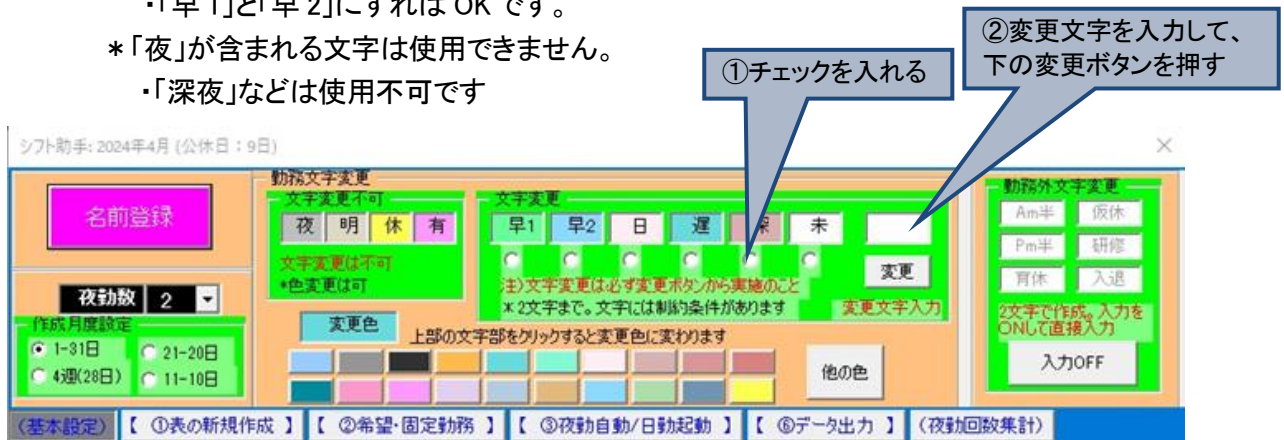 ・「早1」と「早2」にすれば OK です。
＊「夜」が含まれる文字は使用できません。
・「深夜」などは使用不可です
①チェックを入れる
②変更文字を入力して、
下の変更ボタンを押す
シフト助手: 2024年4月 (公休日：9日)
名前登録
夜勤数 2
作成月度設定
1-31日 21-20日
4週(28日) 11-10日
勤務文字変更
文字変更不可
夜 明 休 有
文字変更は不可
*色変更は可
文字変更
早1 早2 日 遅 深 未
変更
注)文字変更は必ず変更ボタンから実施のこと
＊2文字まで。文字には制約条件があります
変更文字入力
変更色
上部の文字部をクリックすると変更色に変わります
他の色
勤務外文字変更
Am半 仮休
Pm半 研修
育休 入退
2文字で作成。入力を
ONして直接入力
入力OFF
(基本設定) 【 ①表の新規作成 】 【 ②希望・固定勤務 】 【 ③夜勤自動/日勤起動 】 【 ⑥データ出力 】 (夜勤回数集計)